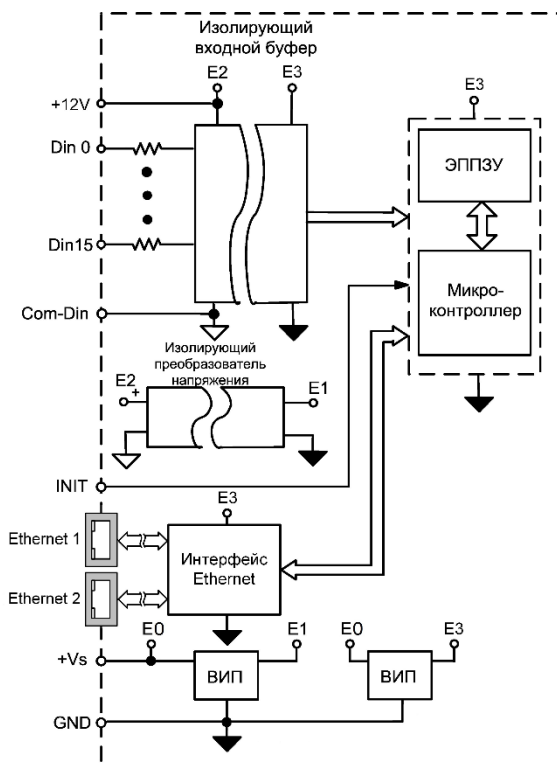 Изолирующий
входной буфер
E2
E3
+12V
E3
Din 0
ЭППЗУ
Din15
Микро-
контроллер
Com-Din
Изолирующий
преобразователь
напряжения
E2
+
E1
INIT
E3
Ethernet 1
Интерфейс
Ethernet
Ethernet 2
E0
E1
E0
E3
+Vs
ВИП
ВИП
GND